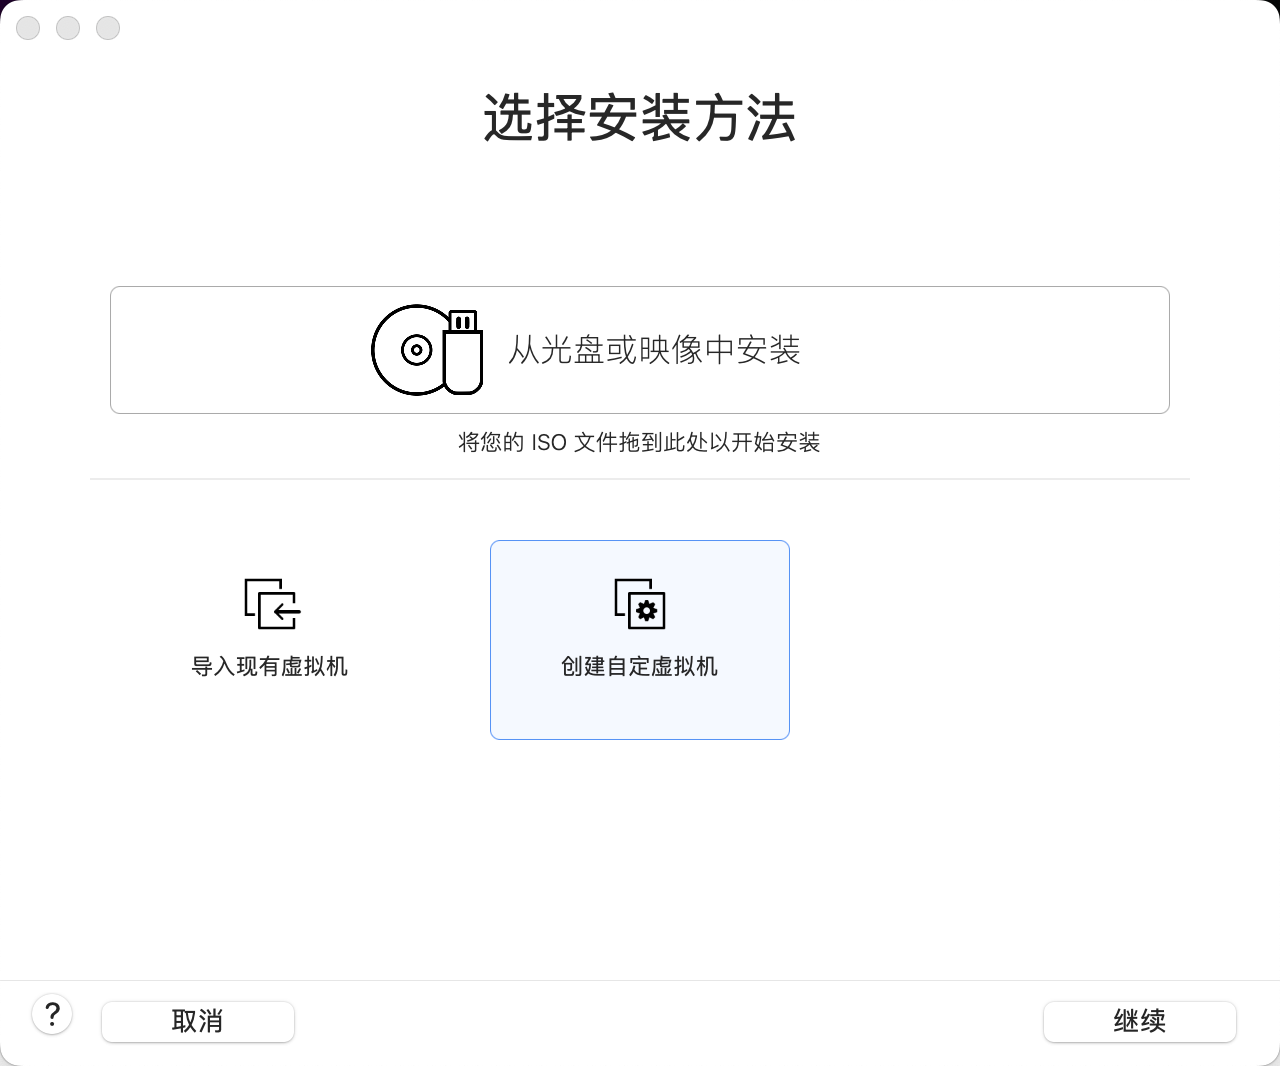 选择安装方法
从光盘或映像中安装
将您的 ISO 文件拖到此处以开始安装
导入现有虚拟机
创建自定虚拟机
?
取消
继续